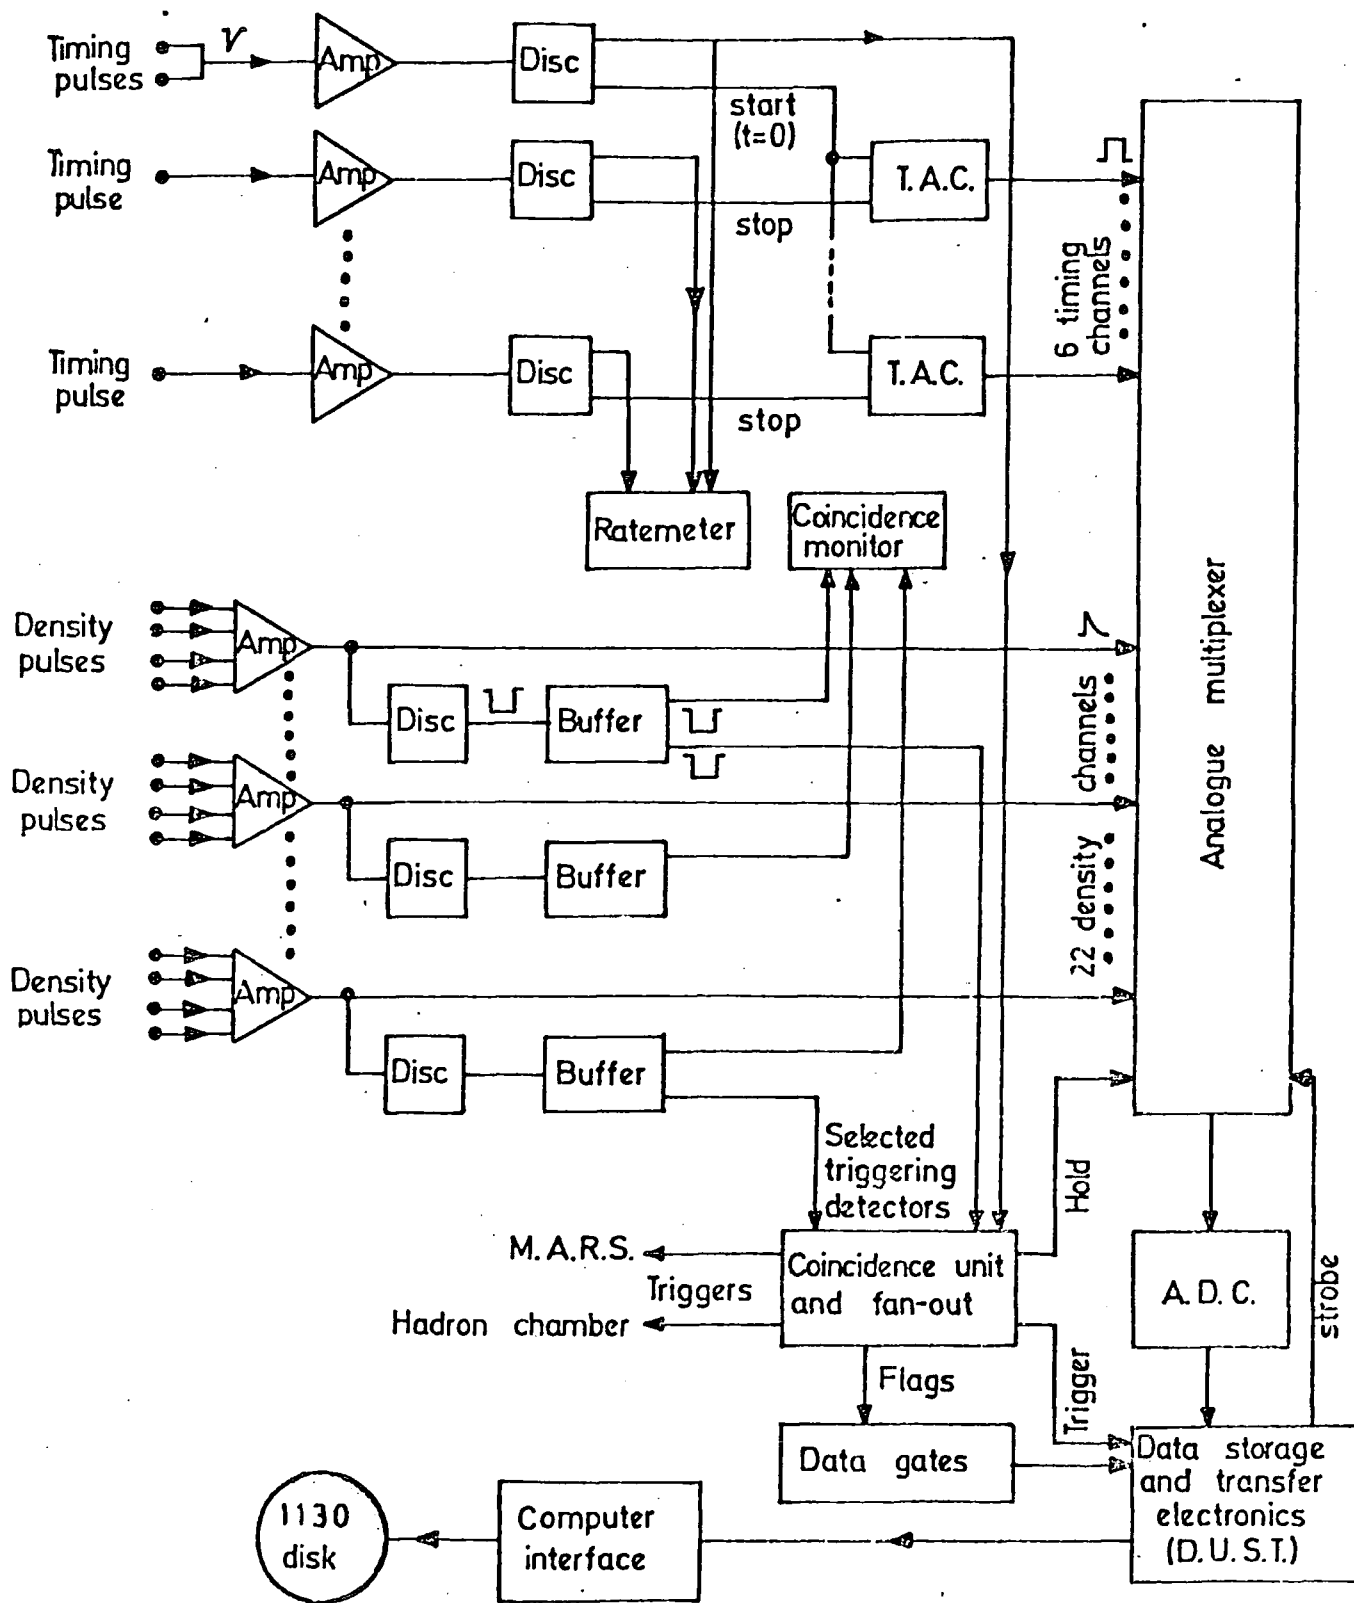 Timing
pulses
Amp
Disc
start
(t=0)
Timing
pulse
Amp
Disc
stop
T.A.C.
6 timing
channels
Timing
pulse
Amp
Disc
stop
T.A.C.
Ratemeter
Coincidence
monitor
Analogue multiplexer
Density
pulses
Amp
Disc
Buffer
22 density channels
Density
pulses
Amp
Disc
Buffer
Density
pulses
Amp
Disc
Buffer
Selected
triggering
detectors
Hold
M.A.R.S.
Triggers
Hadron chamber
Coincidence unit
and fan-out
A.D.C.
strobe
Flags
Trigger
Data gates
Data storage
and transfer
electronics
(D.U.S.T.)
Computer
interface
1130
disk